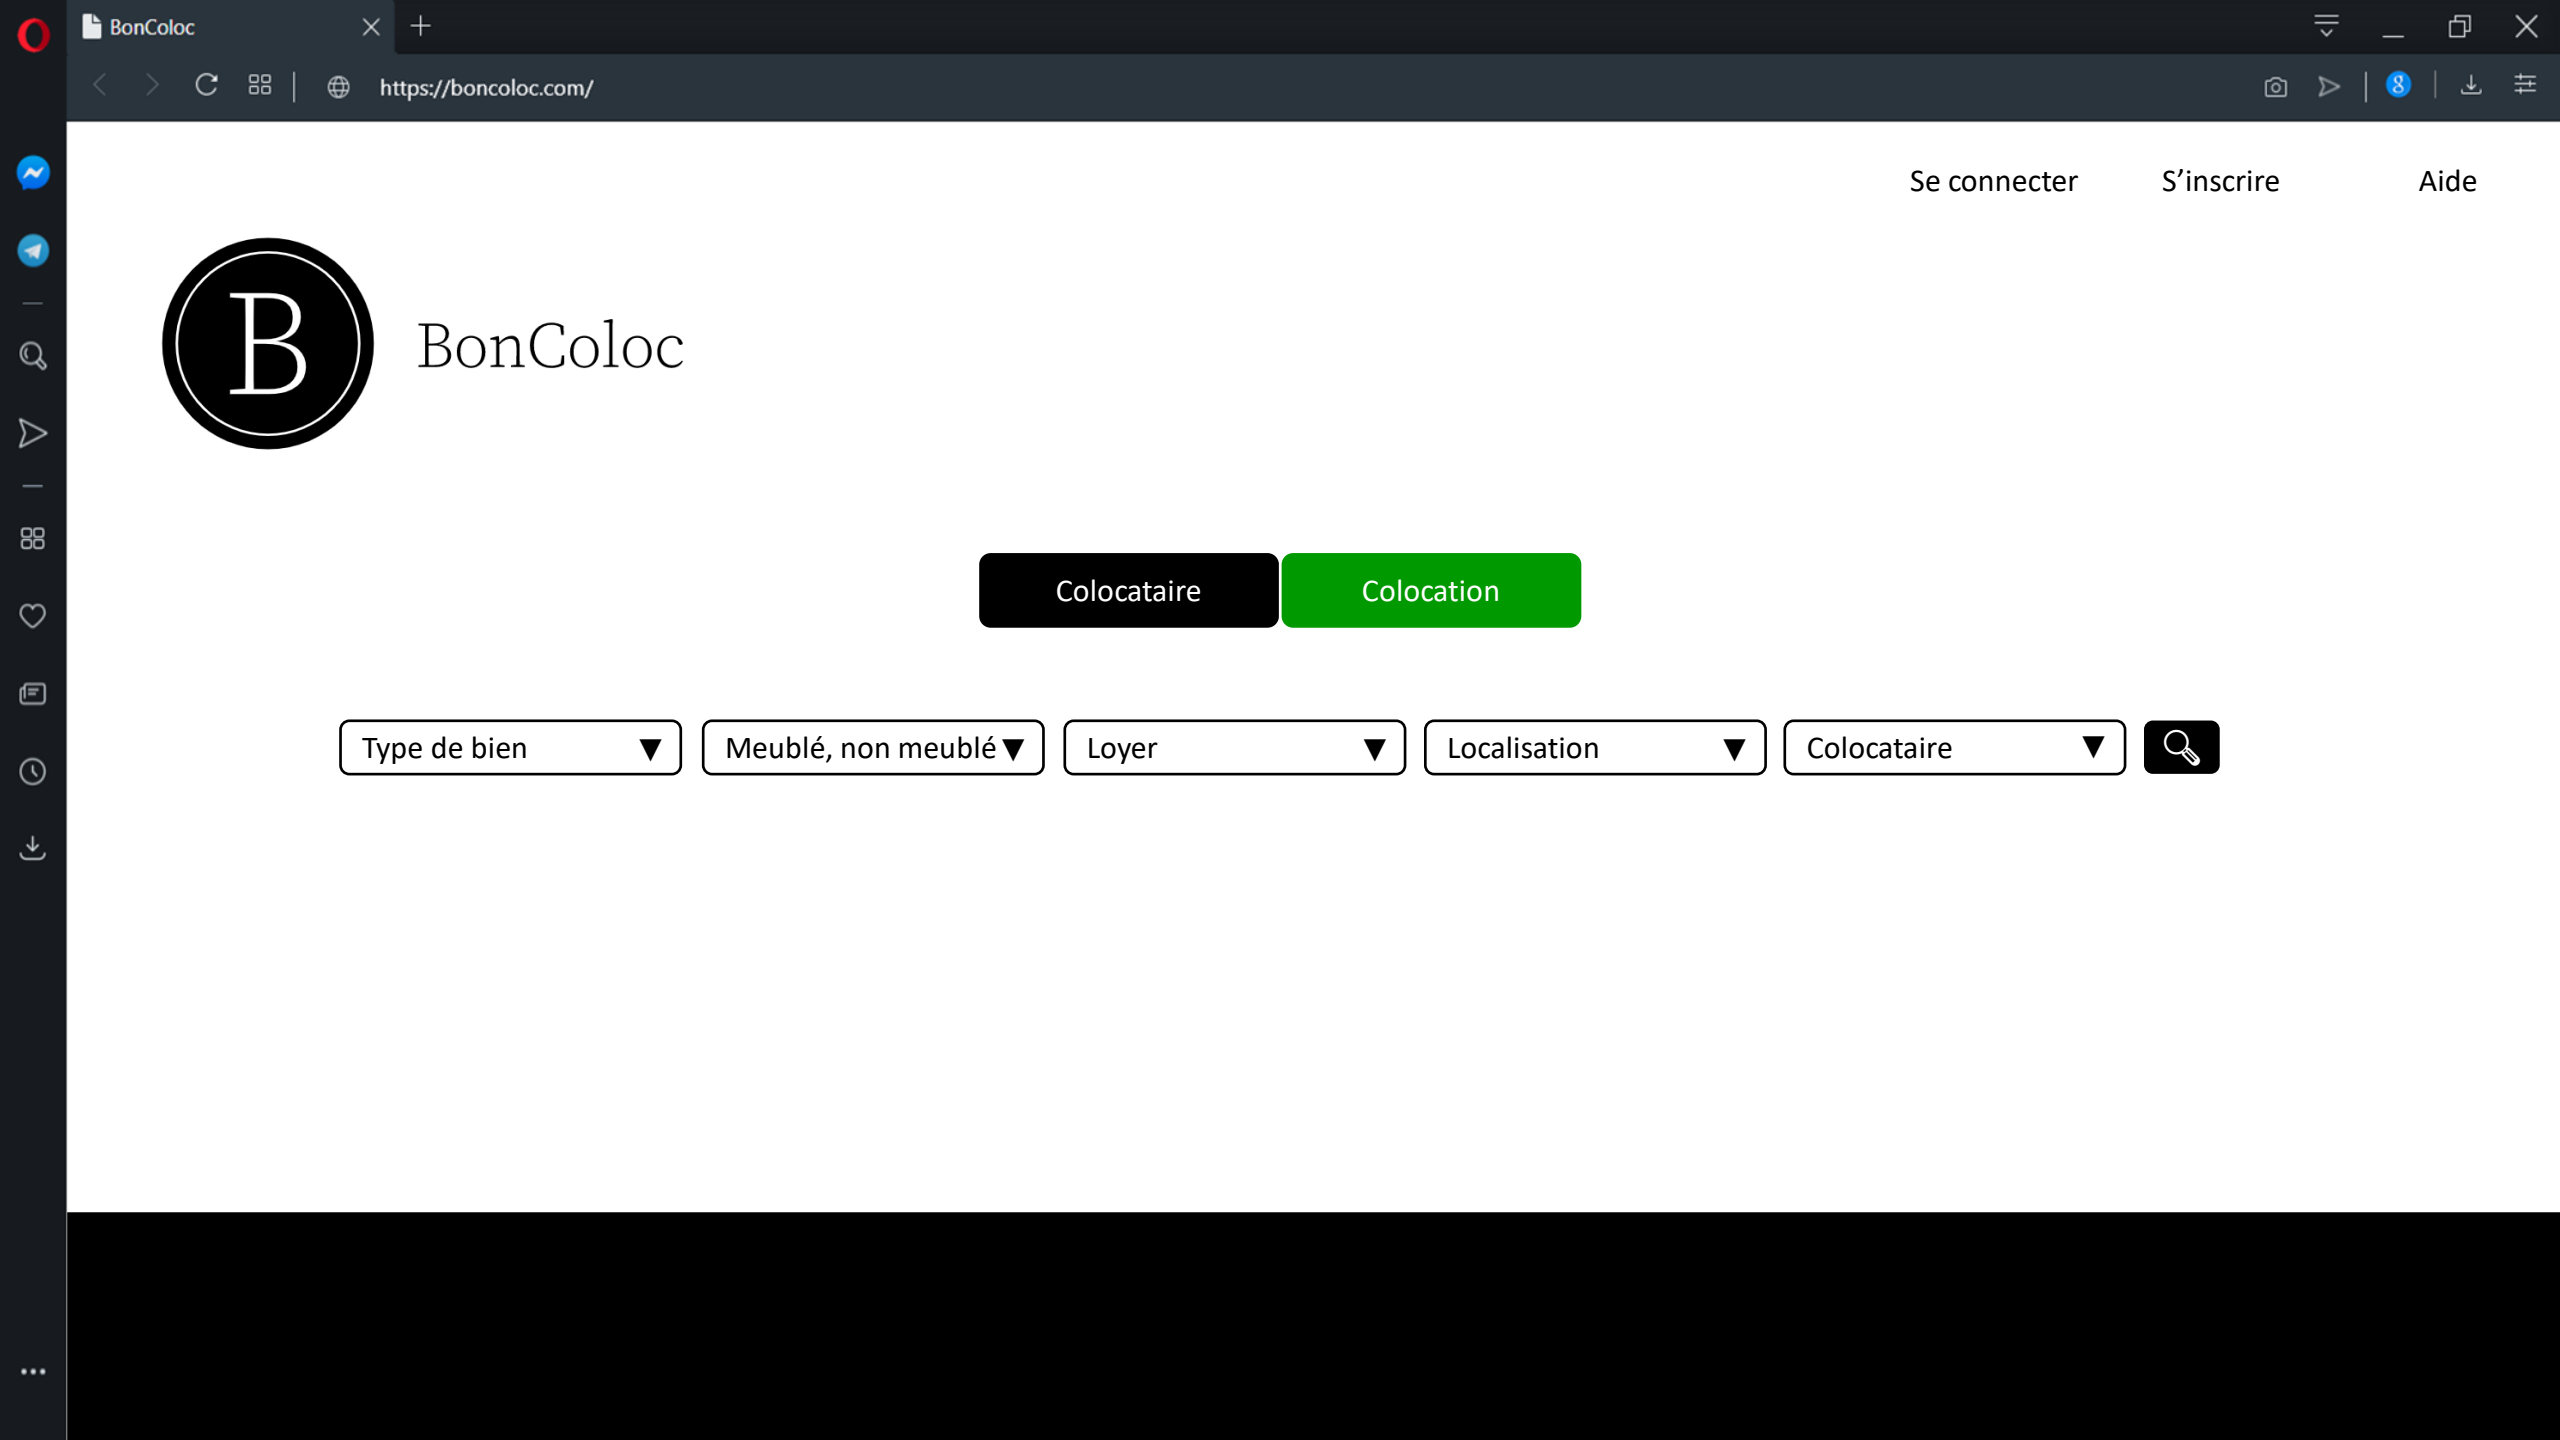 BonColoc
https://boncoloc.com/
Se connecter
S’inscrire
Aide
B
BonColoc
Colocataire
Colocation
Type de bien ▼
Meublé, non meublé ▼
Loyer ▼
Localisation ▼
Colocataire ▼